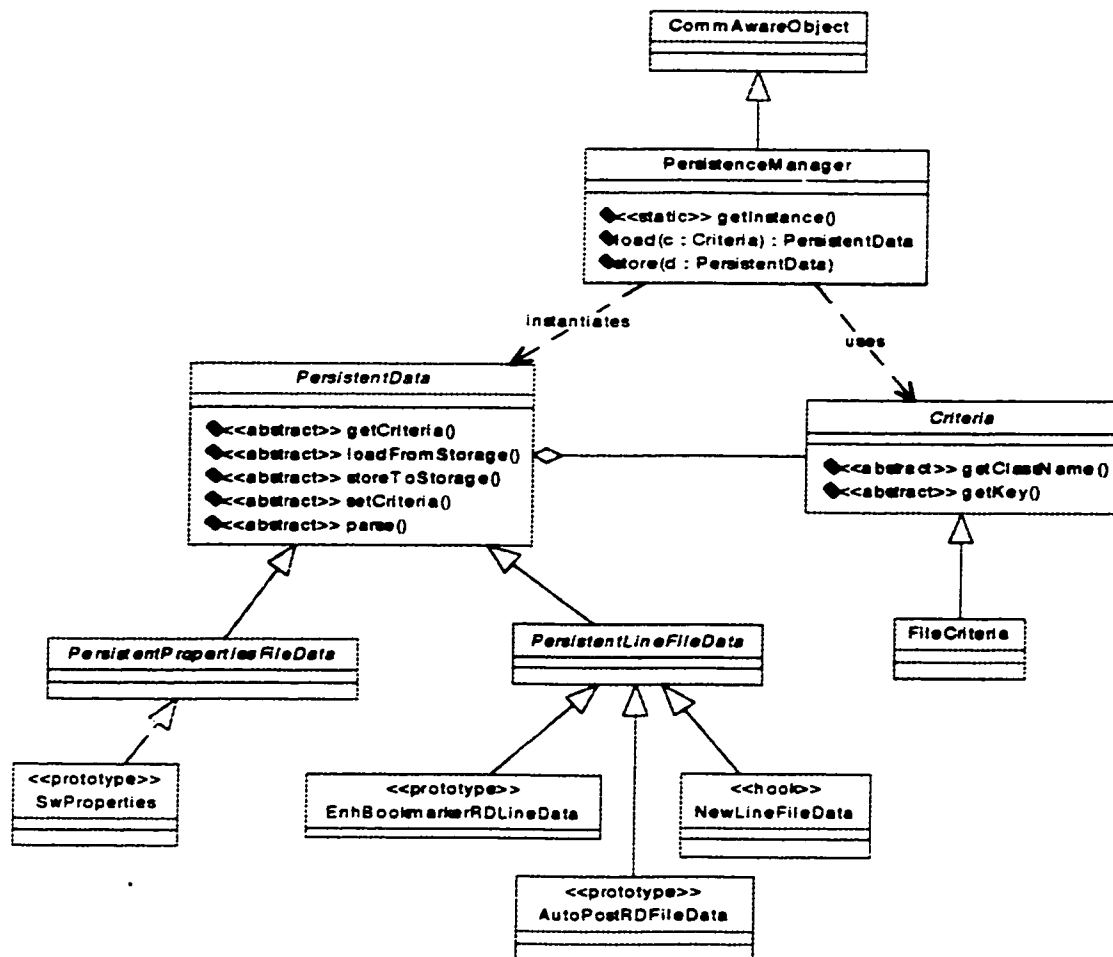 CommAwareObject
PersistenceManager
<<static>> getInstance()
load(c : Criteria) : PersistentData
store(d : PersistentData)
instantiates
uses
PersistentData
<<abstract>> getCriteria()
<<abstract>> loadFromStorage()
<<abstract>> storeToStorage()
<<abstract>> setCriteria()
<<abstract>> parse()
Criteria
<<abstract>> getClassName()
<<abstract>> getKey()
PersistentPropertiesFileData
PersistentLineFileData
FileCriteria
<<prototype>>
SwProperties
<<prototype>>
EnhBookmarkerRDLineData
<<hook>>
NewLineFileData
<<prototype>>
AutoPostRDFileData